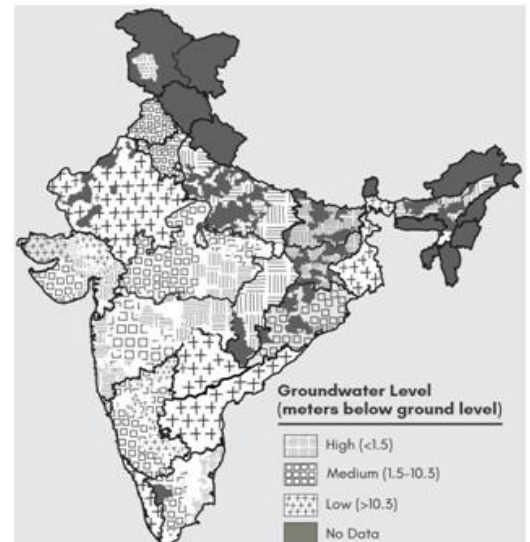 Groundwater Level
(meters below ground level)
High (<1.5)
Medium (1.5-10.3)
Low (>10.3)
No Data